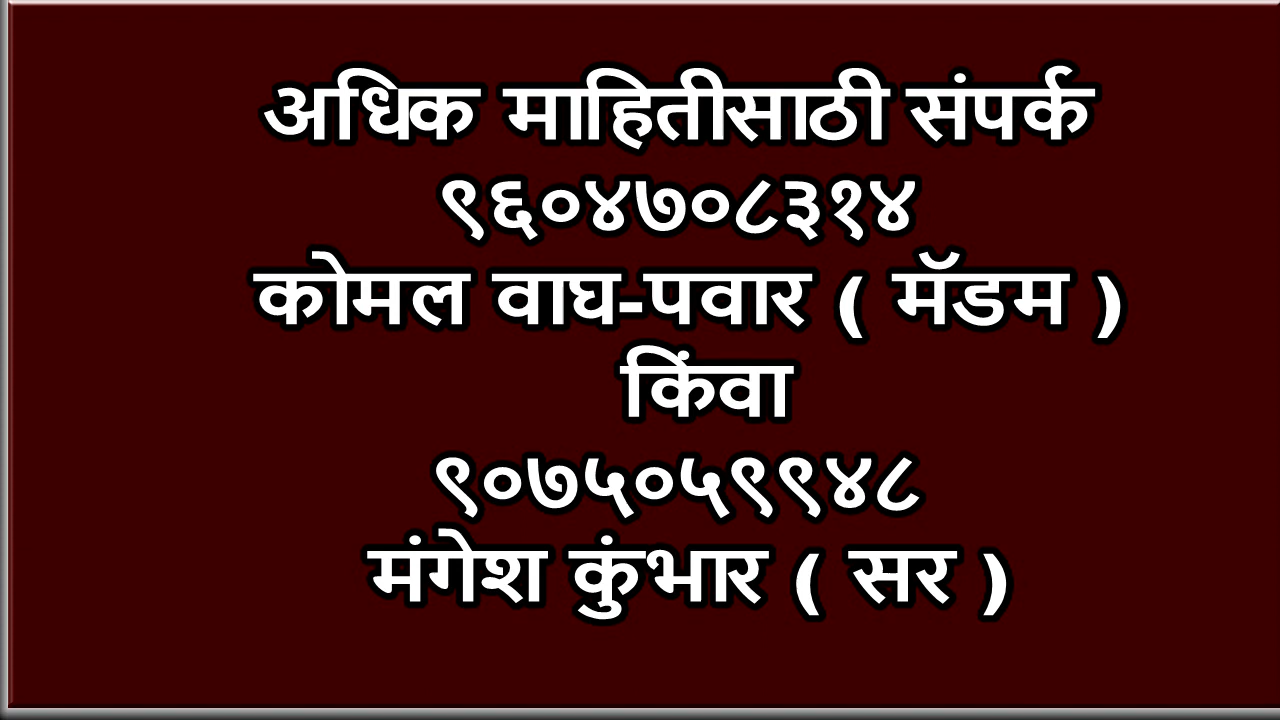 अधिक माहितीसाठी संपर्क
९६०४७०८३१४
कोमल वाघ-पवार ( मॅडम )
किंवा
९०७५०५९९४८
मंगेश कुंभार ( सर )